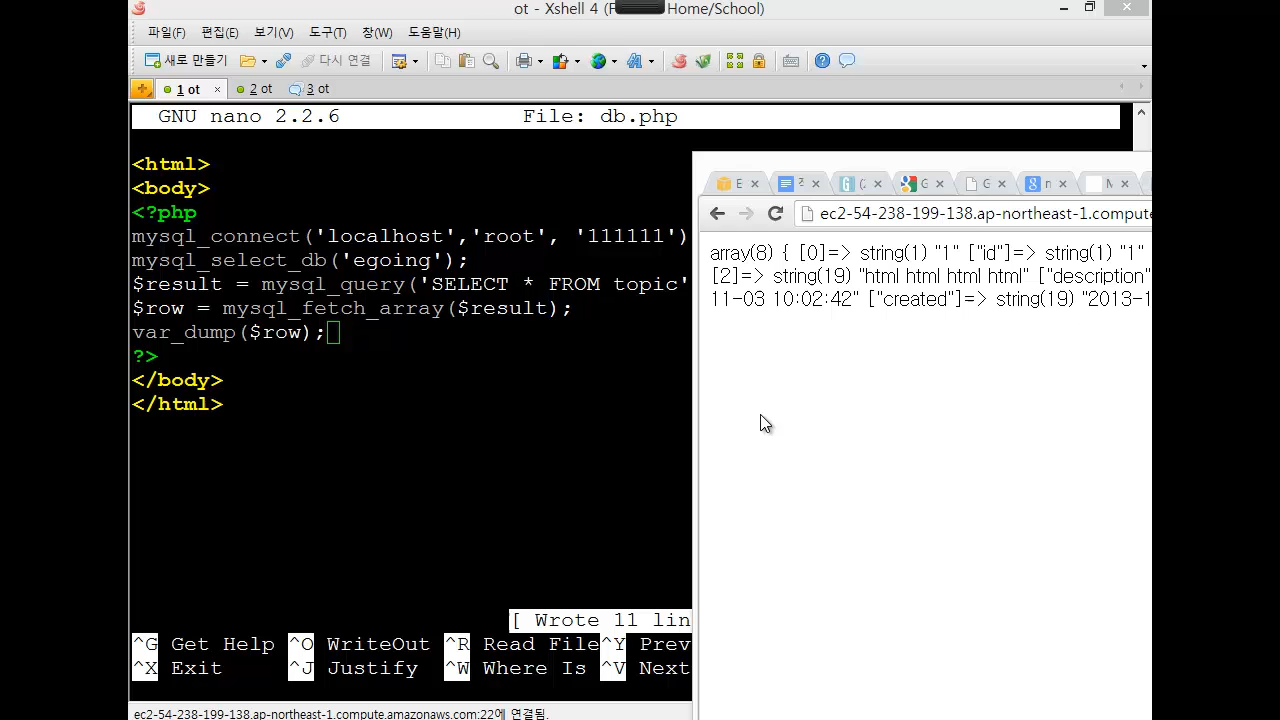 ot - Xshell 4 (F Home/School)
파일(F) 편집(E) 보기(V) 도구(T) 창(W) 도움말(H)
새로 만들기 다시 연결
1 ot 2 ot 3 ot
GNU nano 2.2.6 File: db.php
<html>
<body>
<?php
mysql_connect('localhost','root', '111111')
mysql_select_db('egoing');
$result = mysql_query('SELECT * FROM topic'
$row = mysql_fetch_array($result);
var_dump($row);
?>
</body>
</html>
[ Wrote 11 lin
^G Get Help ^O WriteOut ^R Read File ^Y Prev
^X Exit ^J Justify ^W Where Is ^V Next
ec2-54-238-199-138.ap-northeast-1.compute.amazonaws.com:22에 연결됨.
E G G n M
ec2-54-238-199-138.ap-northeast-1.compute
array(8) { [0]=> string(1) "1" ["id"]=> string(1) "1"
[2]=> string(19) "html html html html" ["description"
11-03 10:02:42" ["created"]=> string(19) "2013-1